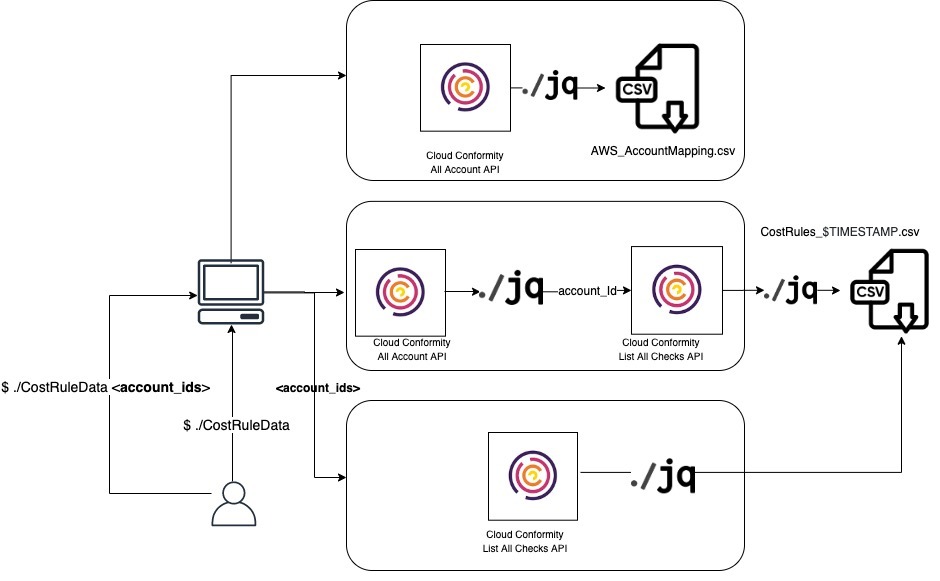 ./jq
CSV
AWS_AccountMapping.csv
Cloud Conformity
All Account API
CostRules_$TIMESTAMP.csv
./jq
account_Id
./jq
CSV
Cloud Conformity
All Account API
Cloud Conformity
List All Checks API
$ ./CostRuleData <account_ids>
<account_ids>
$ ./CostRuleData
./jq
Cloud Conformity
List All Checks API